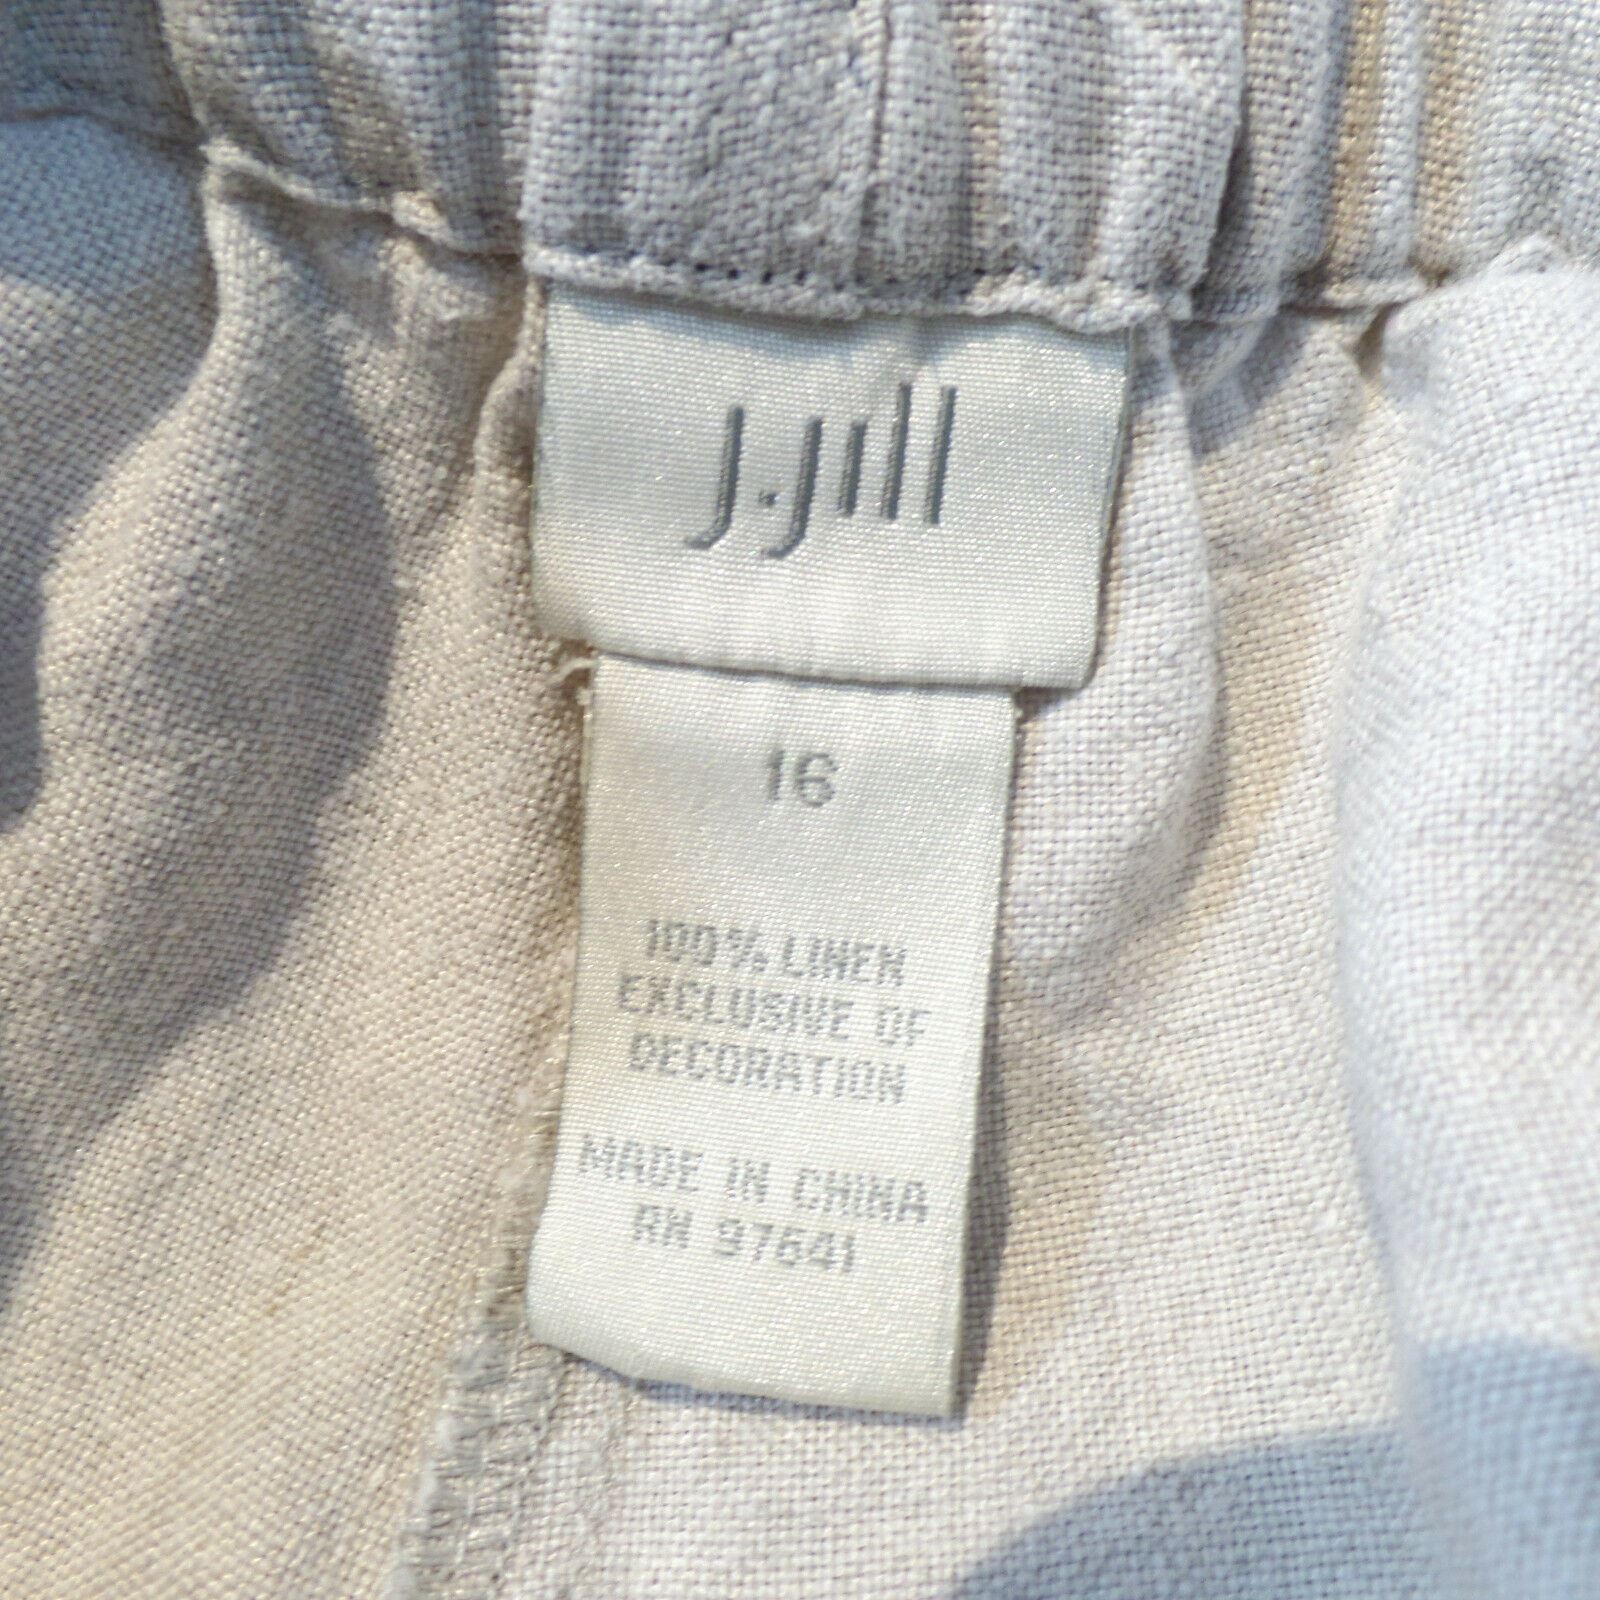 J.Jill
16
100% LINEN
EXCLUSIVE OF
DECORATION
MADE IN CHINA
RN 97641